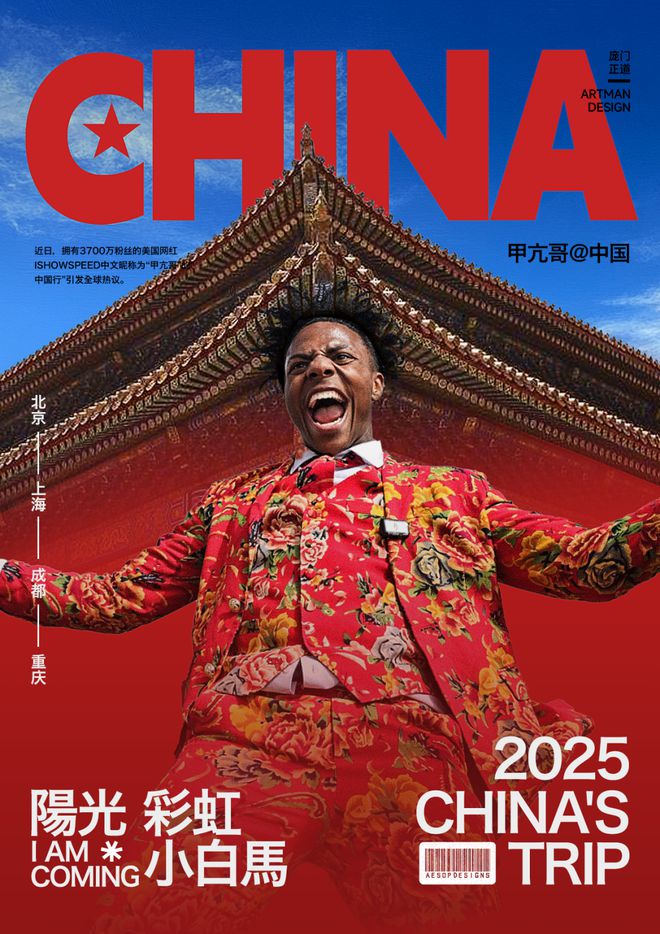 CHINA
庞门
正道
ARTMAN
DESIGN
近日，拥有3700万粉丝的美国网红
ISHOWSPEED中文昵称为“甲亢哥
中国行”引发全球热议。
甲亢哥@中国
北京
上海
成都
重庆
陽光 彩虹
I AM
COMING
小白馬
2025
CHINA'S
TRIP
AESOPDESIGNS